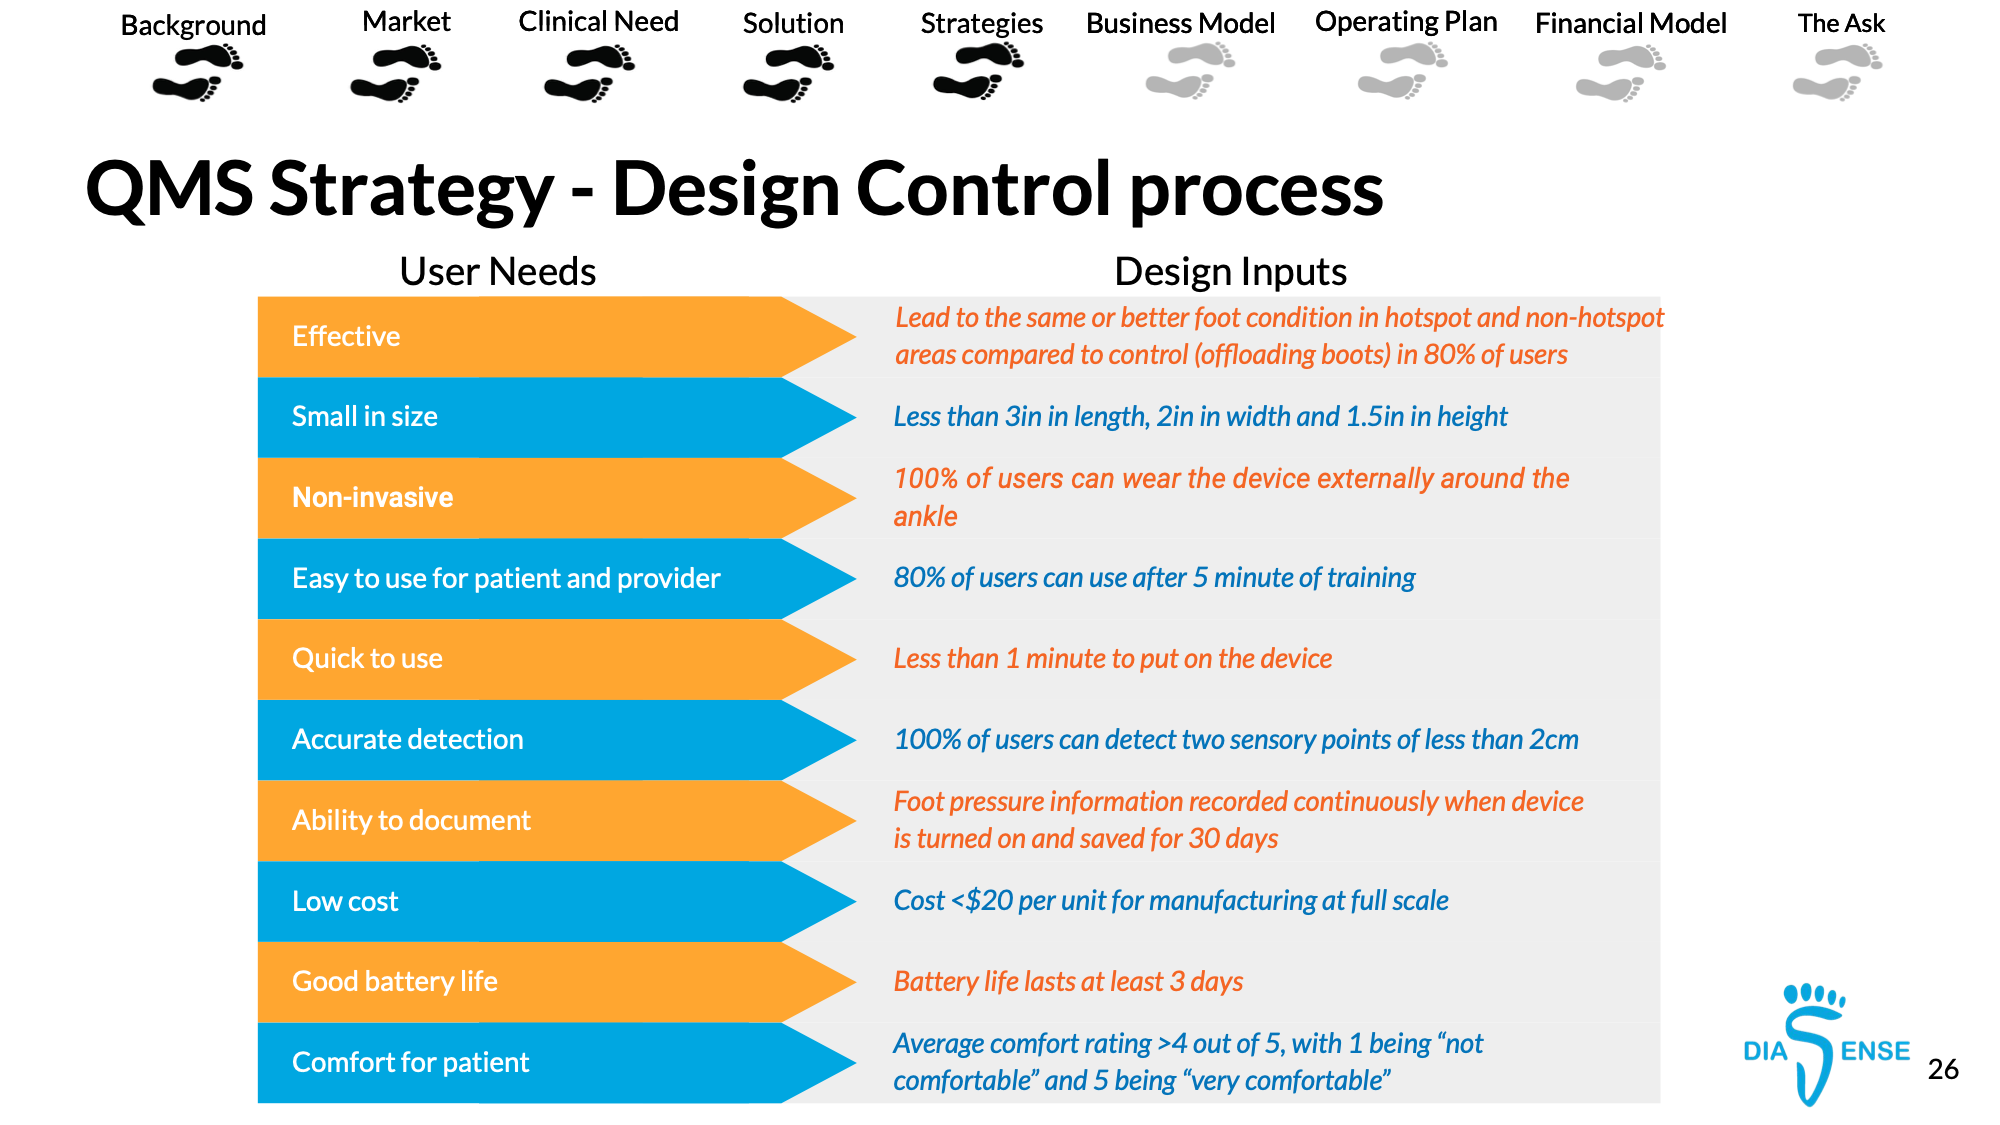 Background
Market
Clinical Need
Solution
Strategies
Business Model
Operating Plan
Financial Model
The Ask
QMS Strategy - Design Control process
User Needs
Design Inputs
Effective
Lead to the same or better foot condition in hotspot and non-hotspot
areas compared to control (offloading boots) in 80% of users
Small in size
Less than 3in in length, 2in in width and 1.5in in height
Non-invasive
100% of users can wear the device externally around the
ankle
Easy to use for patient and provider
80% of users can use after 5 minute of training
Quick to use
Less than 1 minute to put on the device
Accurate detection
100% of users can detect two sensory points of less than 2cm
Ability to document
Foot pressure information recorded continuously when device
is turned on and saved for 30 days
Low cost
Cost <$20 per unit for manufacturing at full scale
Good battery life
Battery life lasts at least 3 days
Comfort for patient
Average comfort rating >4 out of 5, with 1 being “not
comfortable” and 5 being “very comfortable”
DIASENSE
26